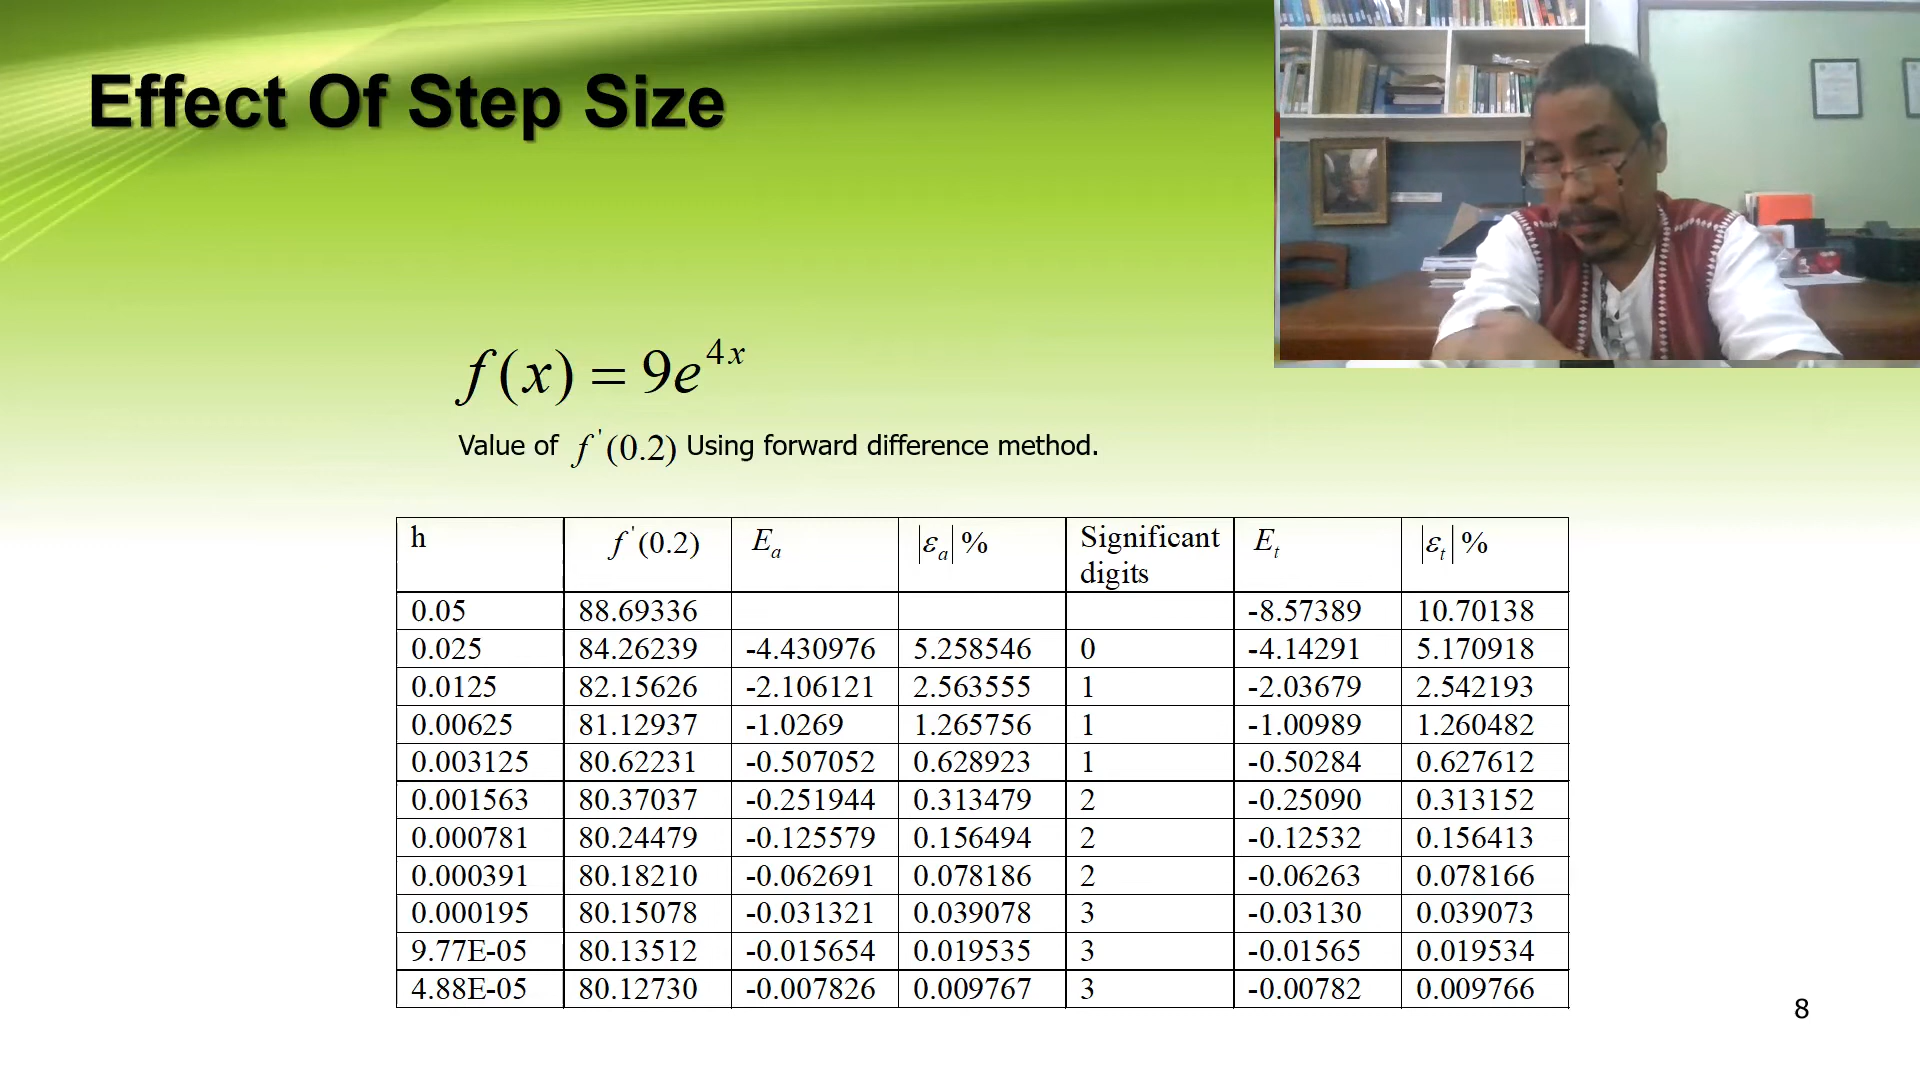 Effect Of Step Size
f(x) = 9e^{4x}
Value of f'(0.2) Using forward difference method.
h f'(0.2) E_a |ε_a| % Significant digits E_t |ε_t| %
0.05 88.69336 -8.57389 10.70138
0.025 84.26239 -4.430976 5.258546 0 -4.14291 5.170918
0.0125 82.15626 -2.106121 2.563555 1 -2.03679 2.542193
0.00625 81.12937 -1.0269 1.265756 1 -1.00989 1.260482
0.003125 80.62231 -0.507052 0.628923 1 -0.50284 0.627612
0.001563 80.37037 -0.251944 0.313479 2 -0.25090 0.313152
0.000781 80.24479 -0.125579 0.156494 2 -0.12532 0.156413
0.000391 80.18210 -0.062691 0.078186 2 -0.06263 0.078166
0.000195 80.15078 -0.031321 0.039078 3 -0.03130 0.039073
9.77E-05 80.13512 -0.015654 0.019535 3 -0.01565 0.019534
4.88E-05 80.12730 -0.007826 0.009767 3 -0.00782 0.009766
8